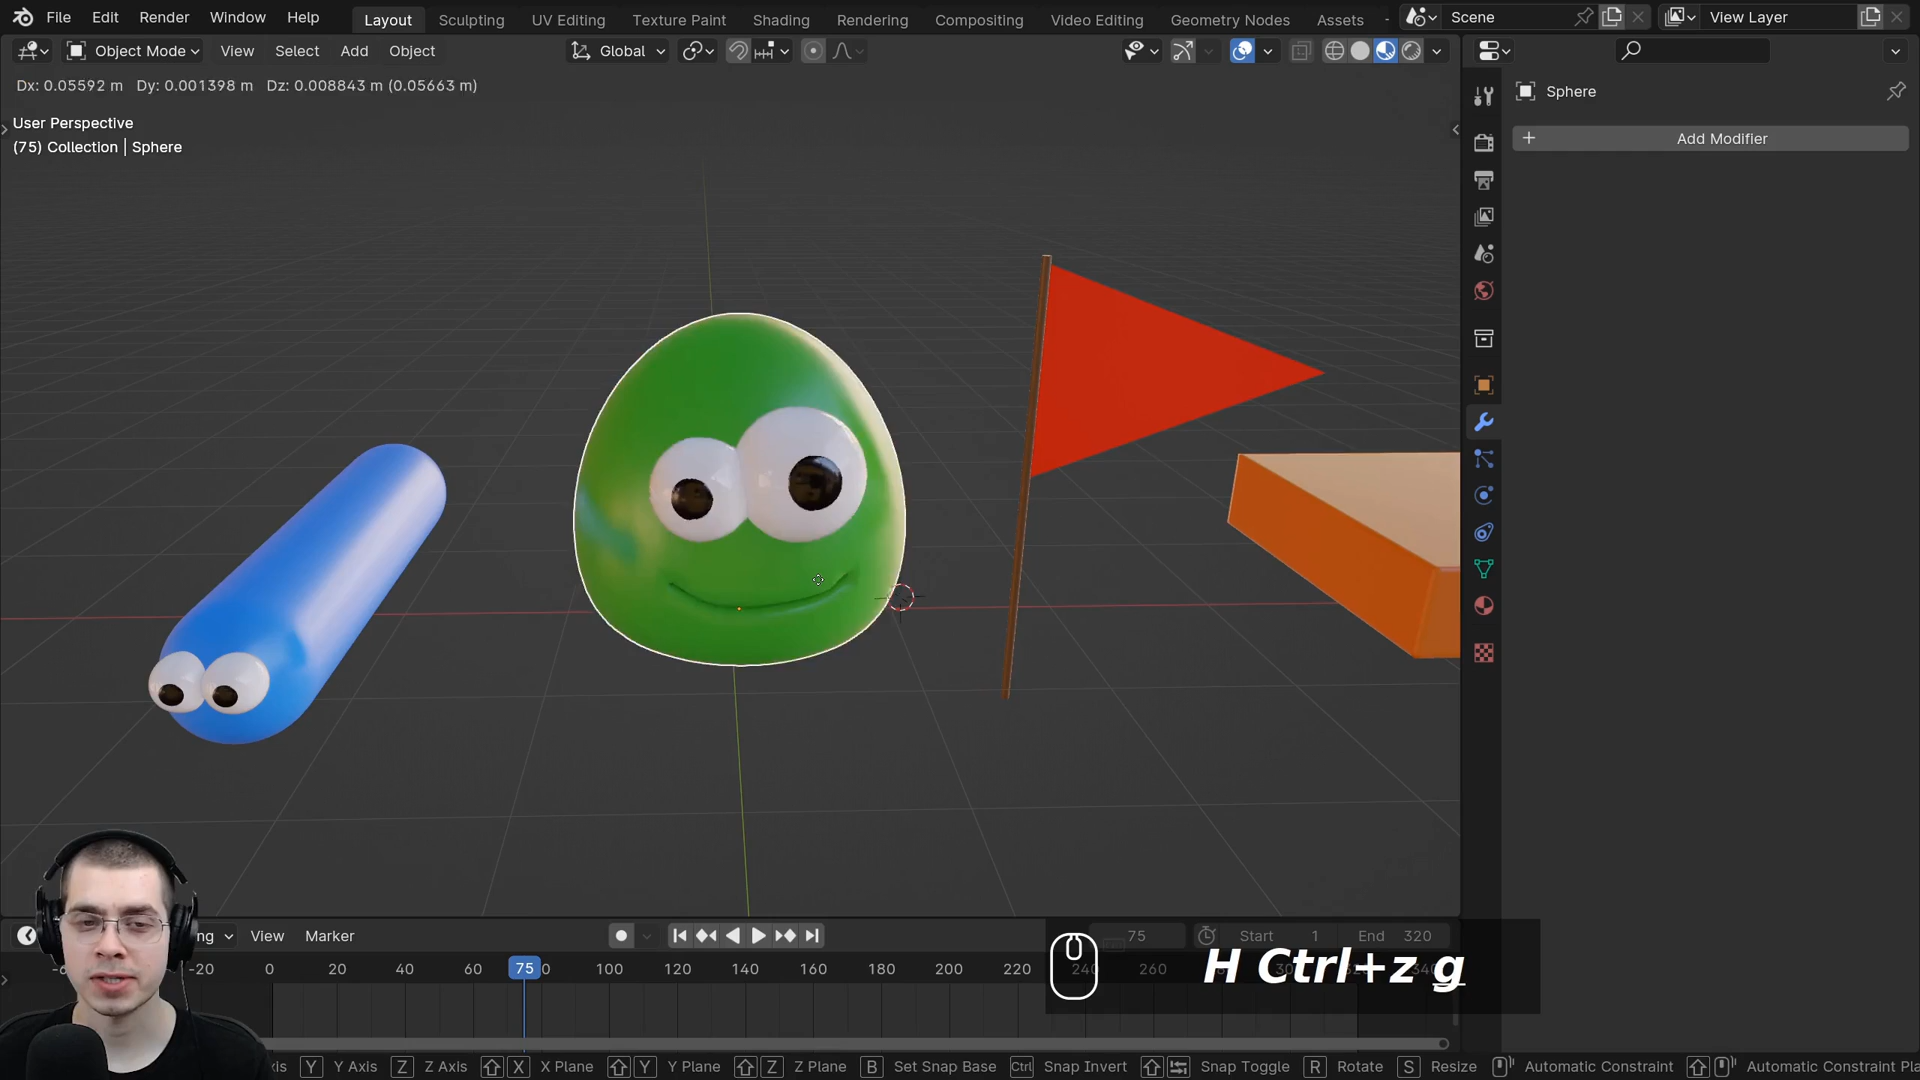 File Edit Render Window Help Layout Sculpting UV Editing Texture Paint Shading Rendering Compositing Video Editing Geometry Nodes Assets Scene View Layer
Object Mode View Select Add Object Global
Dx: 0.05592 m Dy: 0.001398 m Dz: 0.008843 m (0.05663 m)
Sphere
User Perspective
Add Modifier
(75) Collection | Sphere
View Marker 75 Start 1 End 320
-20 0 20 40 60 75 100 120 140 160 180 200 220 240 260 280
H Ctrl+z g
Y Y Axis Z Z Axis X X Plane Y Y Plane Z Z Plane B Set Snap Base Ctrl Snap Invert Snap Toggle R Rotate S Resize Automatic Constraint Automatic Constraint Pl